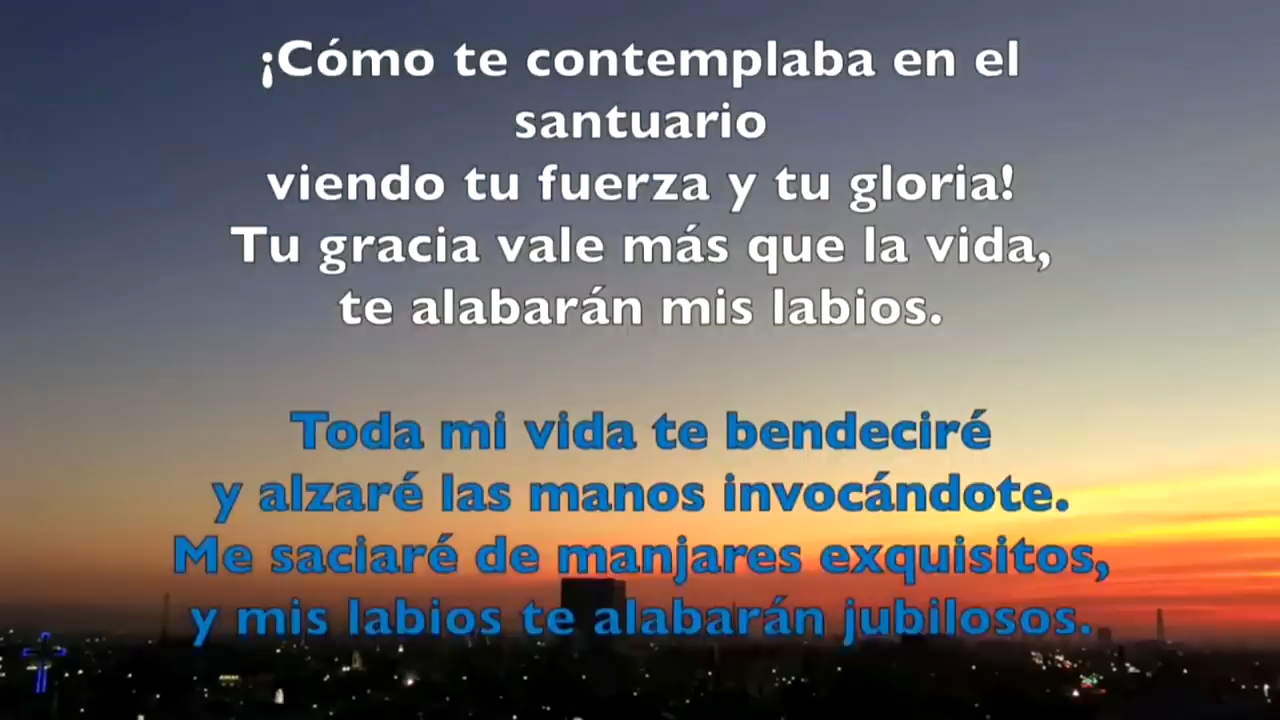 ¡Cómo te contemplaba en el
santuario
viendo tu fuerza y tu gloria!
Tu gracia vale más que la vida,
te alabarán mis labios.
Toda mi vida te bendeciré
y alzaré las manos invocándote.
Me saciaré de manjares exquisitos,
y mis labios te alabarán jubilosos.